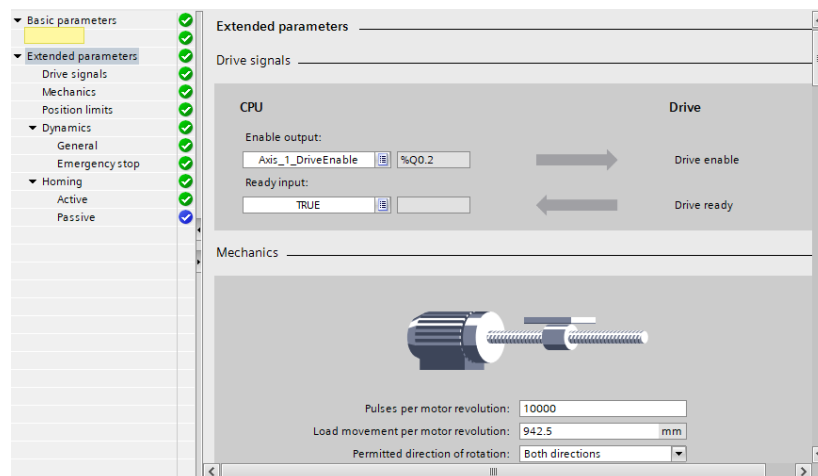 Basic parameters
Extended parameters
Drive signals
Mechanics
Position limits
Dynamics
General
Emergency stop
Homing
Active
Passive
Extended parameters
Drive signals
CPU
Drive
Enable output:
Axis_1_DriveEnable
%Q0.2
Drive enable
Ready input:
TRUE
Drive ready
Mechanics
Pulses per motor revolution: 10000
Load movement per motor revolution: 942.5 mm
Permitted direction of rotation: Both directions